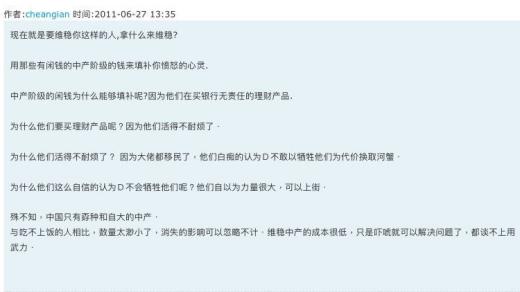 作者:cheangian 时间:2011-06-27 13:35
现在就是要维稳你这样的人,拿什么来维稳?
用那些有闲钱的中产阶级的钱来填补你愤怒的心灵.
中产阶级的闲钱为什么能够填补呢?因为他们在买银行无责任的理财产品.
为什么他们要买理财产品呢？因为他们活得不耐烦了．
为什么他们活得不耐烦了？ 因为大佬都移民了，他们白痴的认为Ｄ不敢以牺牲他们为代价换取河蟹．
为什么他们这么自信的认为Ｄ不会牺牲他们呢？他们自以为力量很大，可以上街．
殊不知，中国只有孬种和自大的中产．
与吃不上饭的人相比，数量太渺小了，消失的影响可以忽略不计．维稳中产的成本很低，只是吓唬就可以解决问题了，都谈不上用
武力．